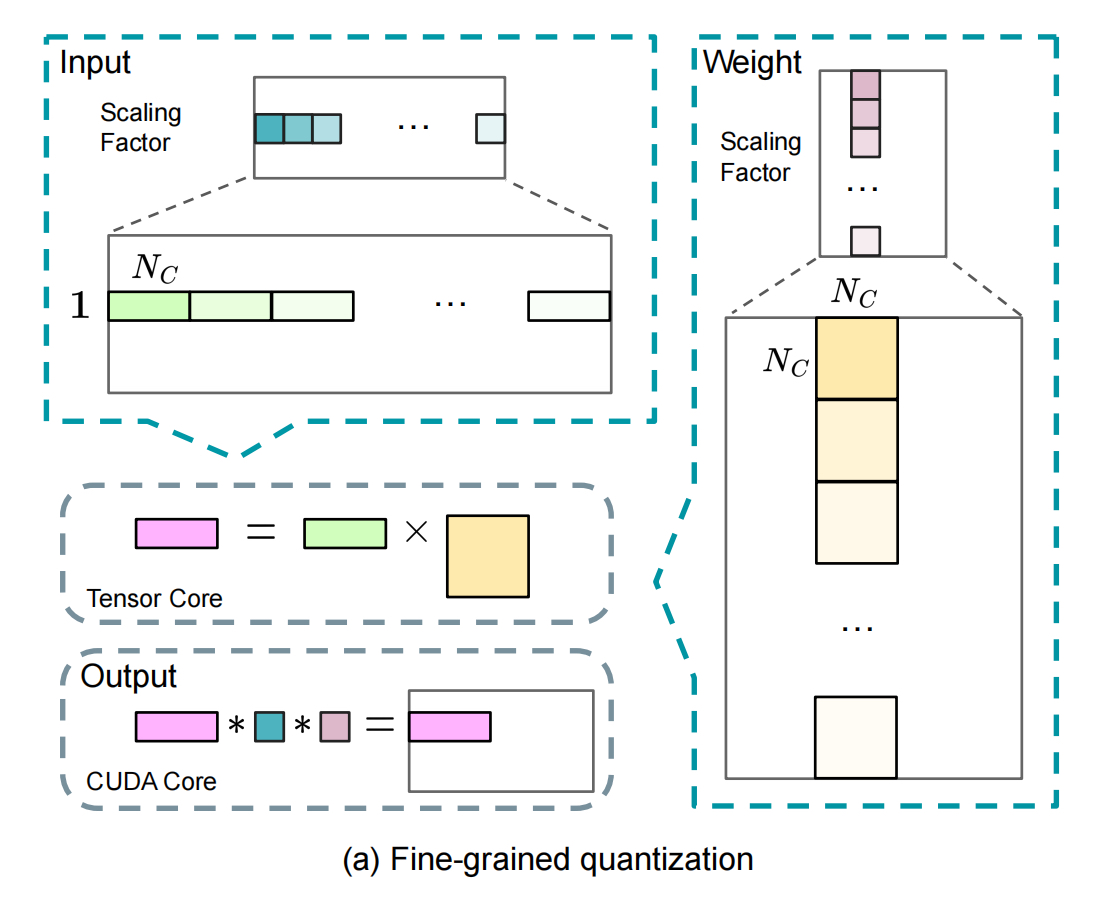 Input
Scaling
Factor
...
N_C
1
...
Weight
Scaling
Factor
...
N_C
N_C
...
= ×
Tensor Core
Output
* * =
CUDA Core
(a) Fine-grained quantization